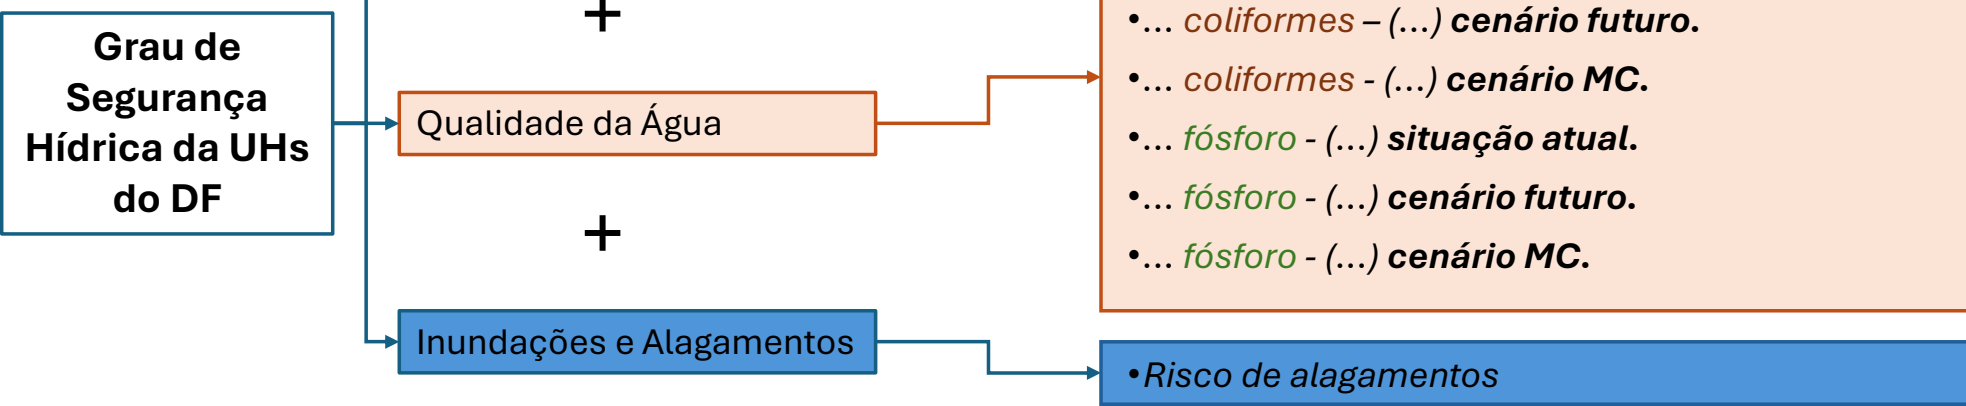 Grau de
Segurança
Hídrica da UHs
do DF
+
Qualidade da Água
+
Inundações e Alagamentos
•... coliformes – (...) cenário futuro.
•... coliformes - (...) cenário MC.
•... fósforo - (...) situação atual.
•... fósforo - (...) cenário futuro.
•... fósforo - (...) cenário MC.
•Risco de alagamentos